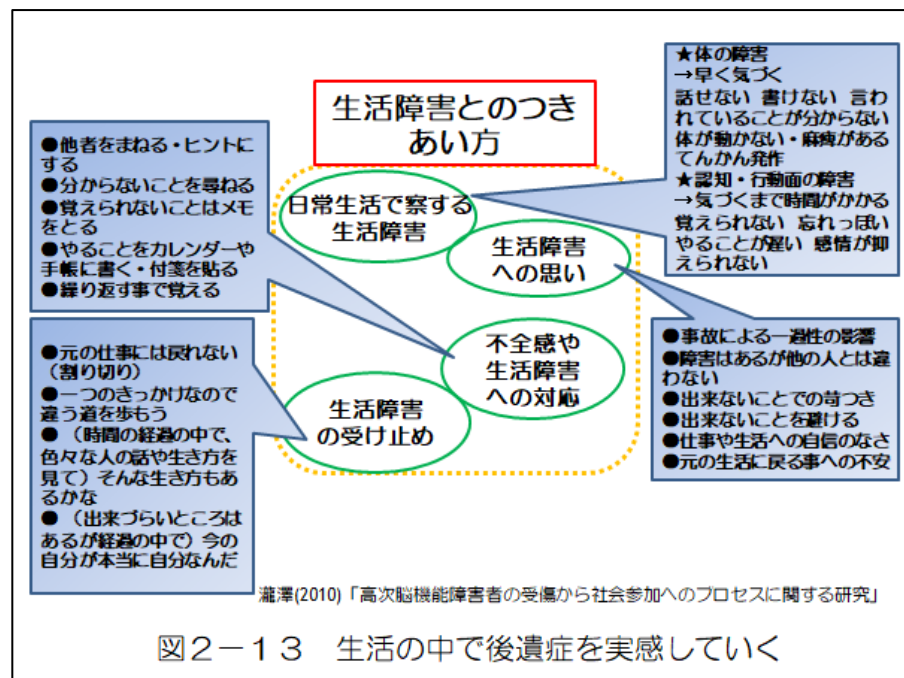 生活障害とのつき
あい方
★体の障害
→早く気づく
話せない 書けない 言わ
れていることが分からない
体が動かない・麻痺がある
てんかん発作
★認知・行動面の障害
→気づくまで時間がかかる
覚えられない 忘れっぽい
やることが遅い 感情が抑
えられない
●他者をまねる・ヒントに
する
●分からないことを尋ねる
●覚えられないことはメモ
をとる
●やることをカレンダーや
手帳に書く・付箋を貼る
●繰り返す事で覚える
日常生活で察する
生活障害
生活障害
への思い
不全感や
生活障害
への対応
生活障害
の受け止め
●元の仕事には戻れない
（割り切り）
●一つのきっかけなので
違う道を歩もう
●（時間の経過の中で、
色々な人の話や生き方を
見て）そんな生き方もあ
るかな
●（出来づらいところは
あるが経過の中で）今の
自分が本当に自分なんだ
●事故による一過性の影響
●障害はあるが他の人とは違
わない
●出来ないことでの苛つき
●出来ないことを避ける
●仕事や生活への自信のなさ
●元の生活に戻る事への不安
瀧澤(2010)「高次脳機能障害者の受傷から社会参加へのプロセスに関する研究」
図２－１３ 生活の中で後遺症を実感していく